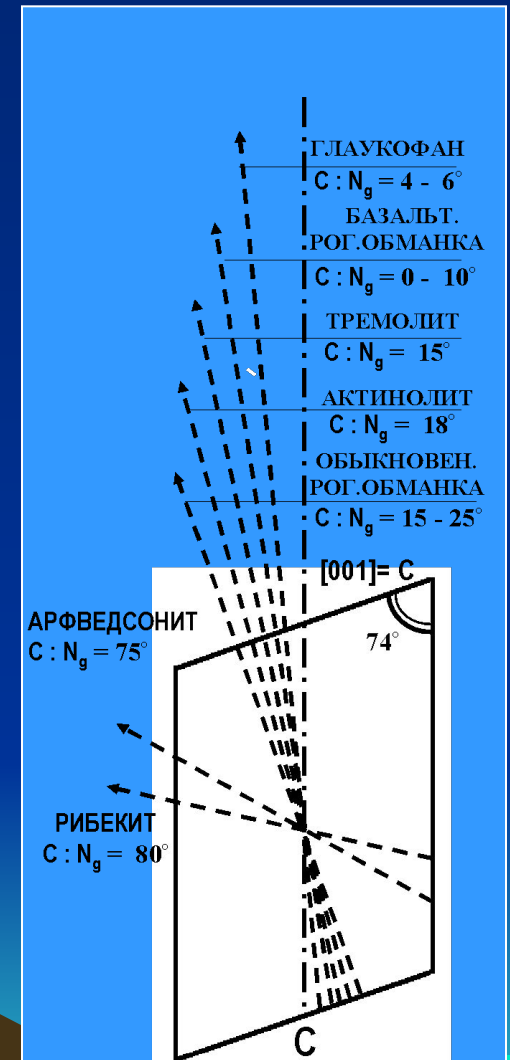 ГЛАУКОФАН
C : Ng = 4 - 6°
БАЗАЛЬТ.
РОГ.ОБМАНКА
C : Ng = 0 - 10°
ТРЕМОЛИТ
C : Ng = 15°
АКТИНОЛИТ
C : Ng = 18°
ОБЫКНОВЕН.
РОГ.ОБМАНКА
C : Ng = 15 - 25°
[001]= C
74°
АРФВЕДСОНИТ
C : Ng = 75°
РИБЕКИТ
C : Ng = 80°
C